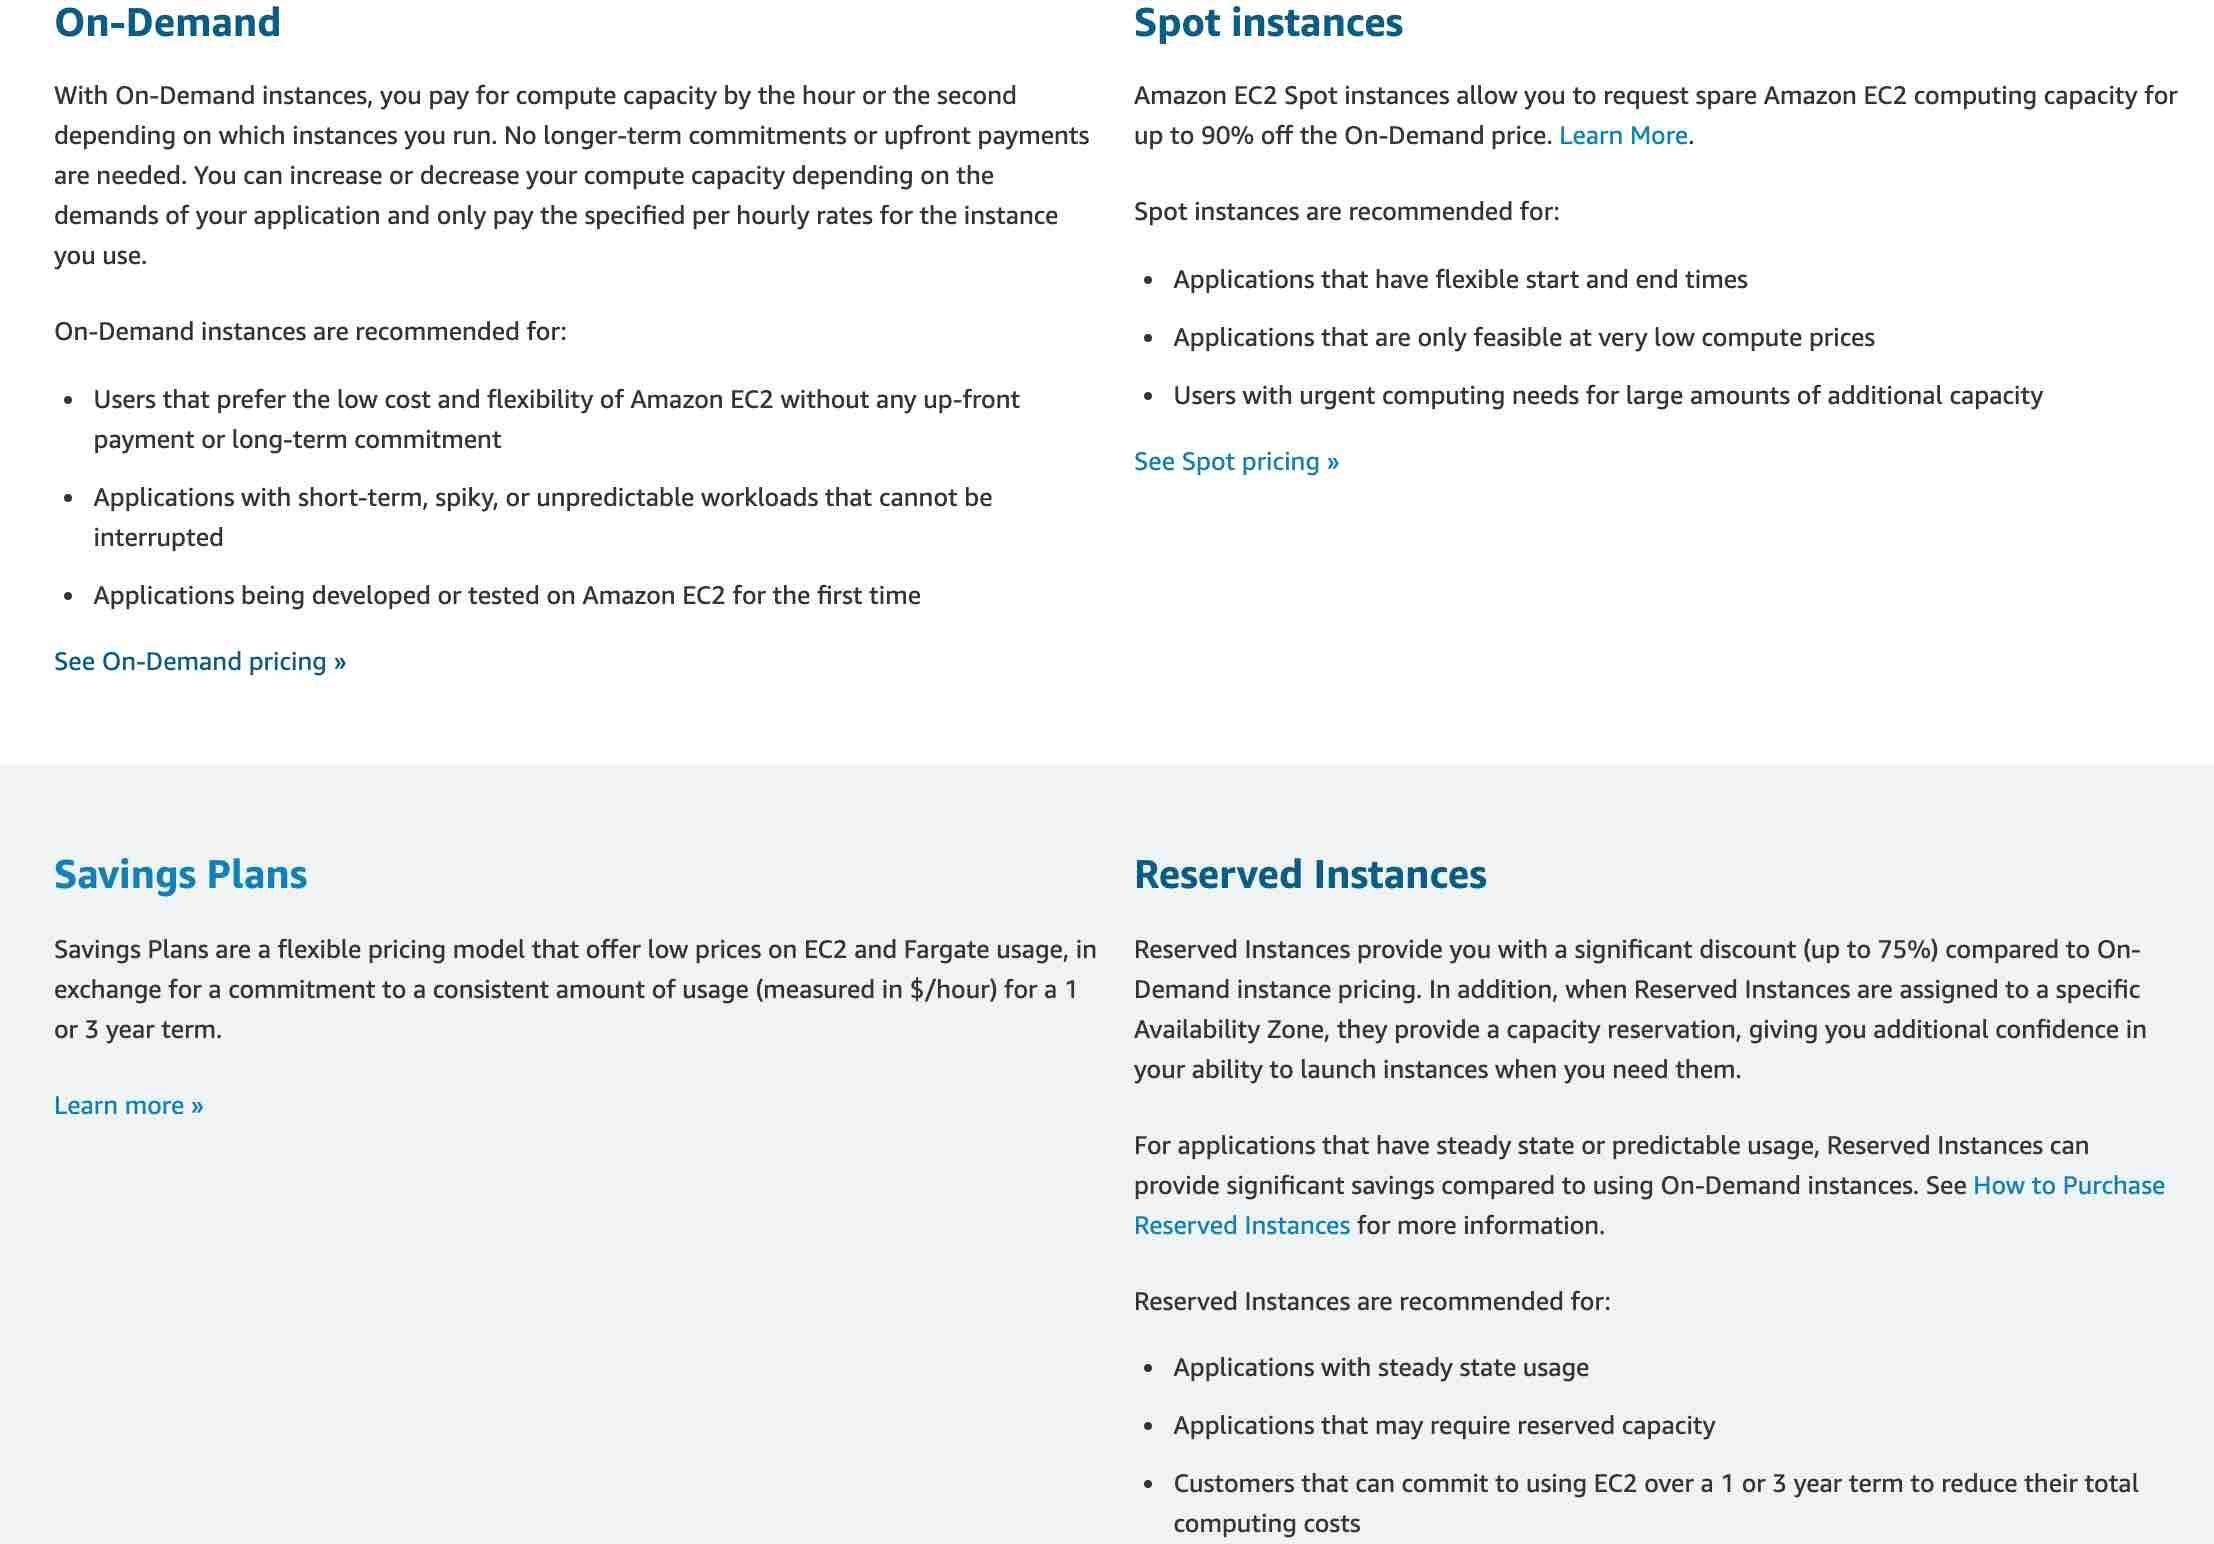 On-Demand
With On-Demand instances, you pay for compute capacity by the hour or the second
depending on which instances you run. No longer-term commitments or upfront payments
are needed. You can increase or decrease your compute capacity depending on the
demands of your application and only pay the specified per hourly rates for the instance
you use.
On-Demand instances are recommended for:
• Users that prefer the low cost and flexibility of Amazon EC2 without any up-front
payment or long-term commitment
• Applications with short-term, spiky, or unpredictable workloads that cannot be
interrupted
• Applications being developed or tested on Amazon EC2 for the first time
See On-Demand pricing »
Spot instances
Amazon EC2 Spot instances allow you to request spare Amazon EC2 computing capacity for
up to 90% off the On-Demand price. Learn More.
Spot instances are recommended for:
• Applications that have flexible start and end times
• Applications that are only feasible at very low compute prices
• Users with urgent computing needs for large amounts of additional capacity
See Spot pricing »
Savings Plans
Savings Plans are a flexible pricing model that offer low prices on EC2 and Fargate usage, in
exchange for a commitment to a consistent amount of usage (measured in $/hour) for a 1
or 3 year term.
Learn more »
Reserved Instances
Reserved Instances provide you with a significant discount (up to 75%) compared to On-
Demand instance pricing. In addition, when Reserved Instances are assigned to a specific
Availability Zone, they provide a capacity reservation, giving you additional confidence in
your ability to launch instances when you need them.
For applications that have steady state or predictable usage, Reserved Instances can
provide significant savings compared to using On-Demand instances. See How to Purchase
Reserved Instances for more information.
Reserved Instances are recommended for:
• Applications with steady state usage
• Applications that may require reserved capacity
• Customers that can commit to using EC2 over a 1 or 3 year term to reduce their total
computing costs